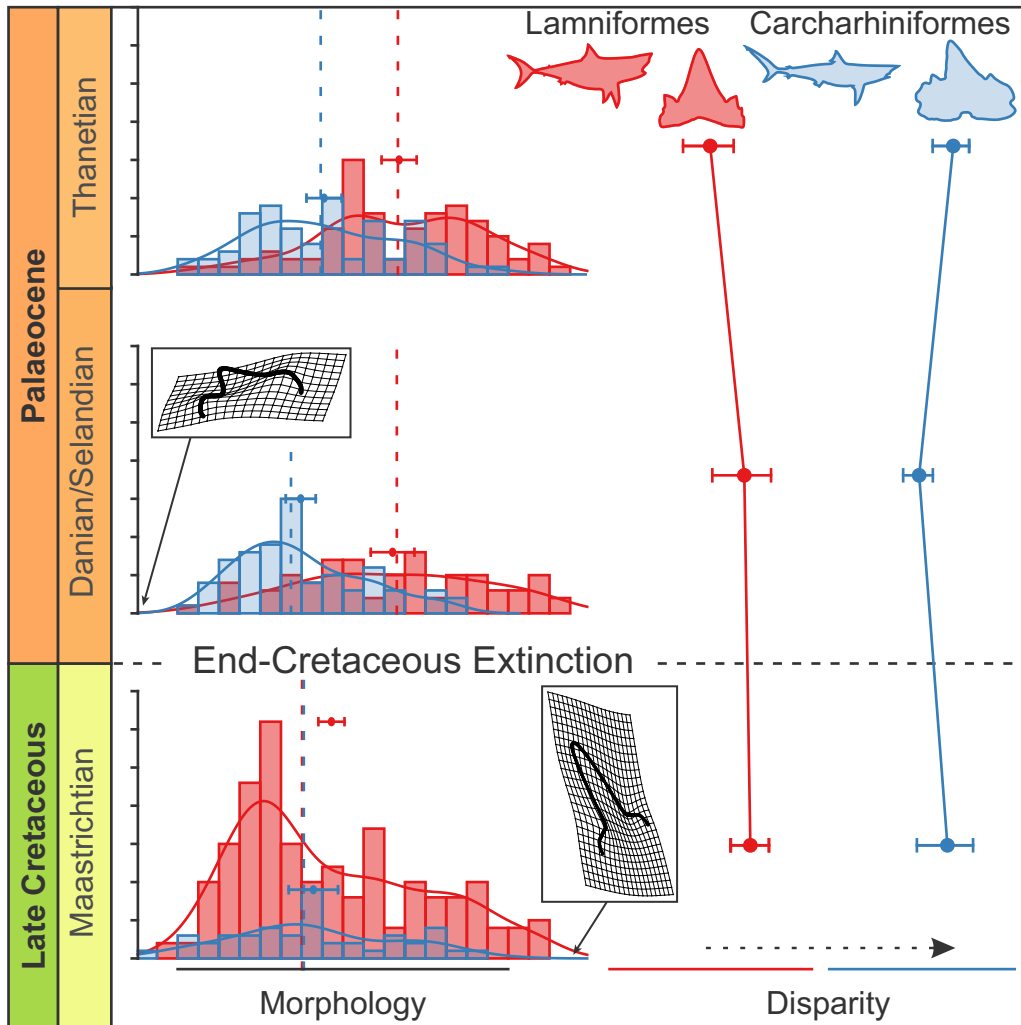 Lamniformes
Carcharhiniformes
Palaeocene
Thanetian
Danian/Selandian
End-Cretaceous Extinction
Late Cretaceous
Maastrichtian
Morphology
Disparity